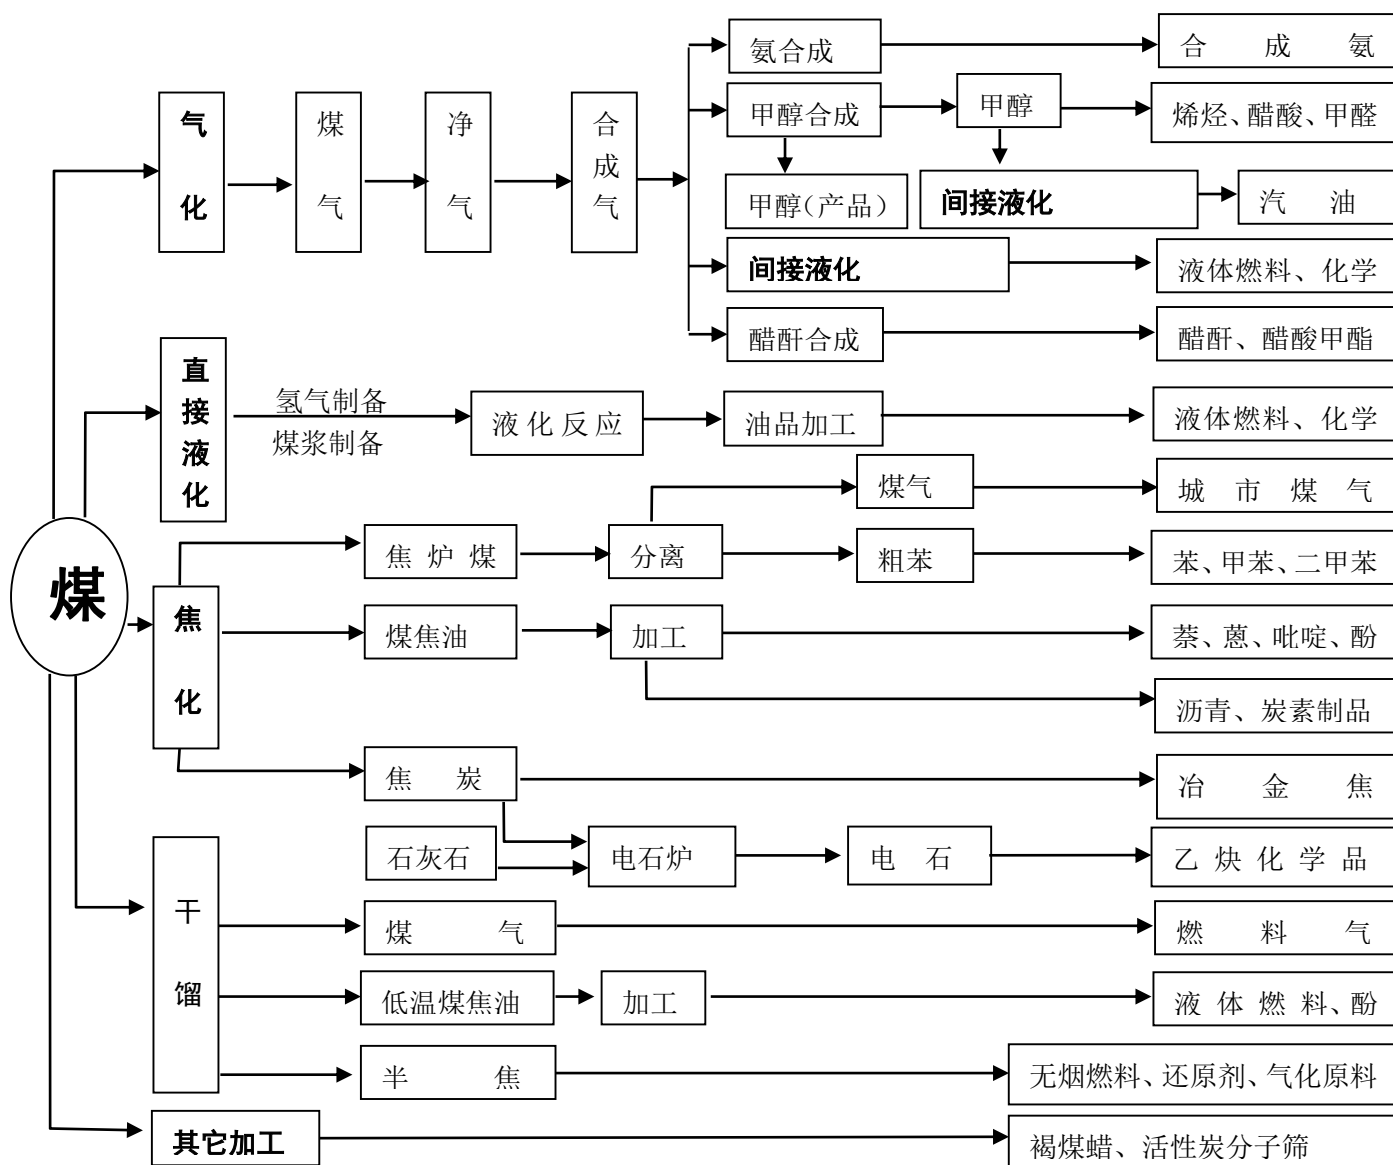 氨合成
合成氨
气化
煤气
净气
合成气
甲醇合成
甲醇
烯烃、醋酸、甲醛
甲醇（产品）
间接液化
汽油
间接液化
液体燃料、化学
醋酐合成
醋酐、醋酸甲酯
直接液化
氢气制备
煤浆制备
液化反应
油品加工
液体燃料、化学
煤气
城市煤气
煤
焦炉煤
分离
粗苯
苯、甲苯、二甲苯
焦化
煤焦油
加工
萘、蒽、吡啶、酚
沥青、炭素制品
焦炭
冶金焦
石灰石
电石炉
电石
乙炔化学品
干馏
煤气
燃料气
低温煤焦油
加工
液体燃料、酚
半焦
无烟燃料、还原剂、气化原料
其它加工
褐煤蜡、活性炭分子筛